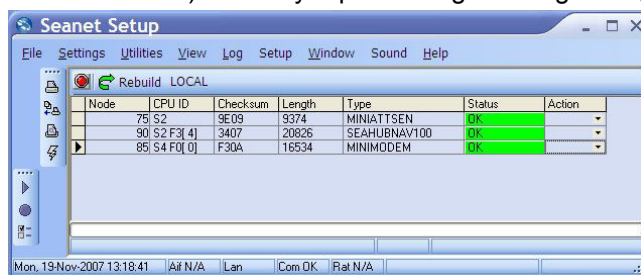 Seanet Setup
File Settings Utilities View Log Setup Window Sound Help
Rebuild LOCAL
Node CPU ID Checksum Length Type Status Action
75 S2 9E09 9374 MINIATTSEN OK
90 S2 F3[ 4] 3407 20826 SEAHUBNAV100 OK
85 S4 F0[ 0] F30A 16534 MINIMODEM OK
Mon, 19-Nov-2007 13:18:41 Aif N/A Lan Com OK Rat N/A